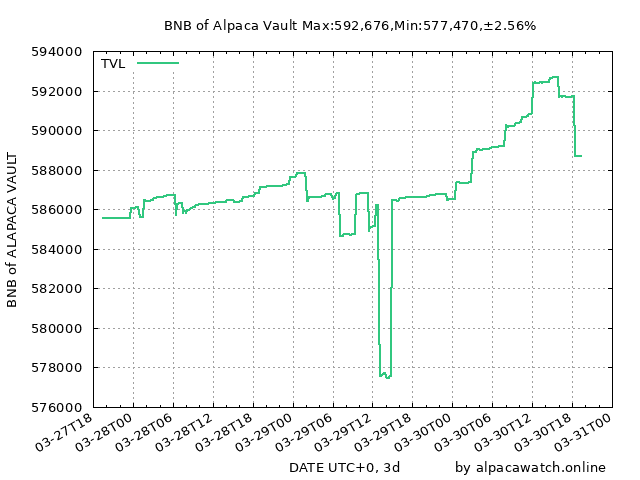 BNB of Alpaca Vault Max:592,676,Min:577,470,±2.56%
TVL
BNB of ALAPACA VAULT
594000
592000
590000
588000
586000
584000
582000
580000
578000
576000
03-27T18
03-28T00
03-28T06
03-28T12
03-28T18
03-29T00
03-29T06
03-29T12
03-29T18
03-30T00
03-30T06
03-30T12
03-30T18
03-31T00
DATE UTC+0, 3d
by alpacawatch.online